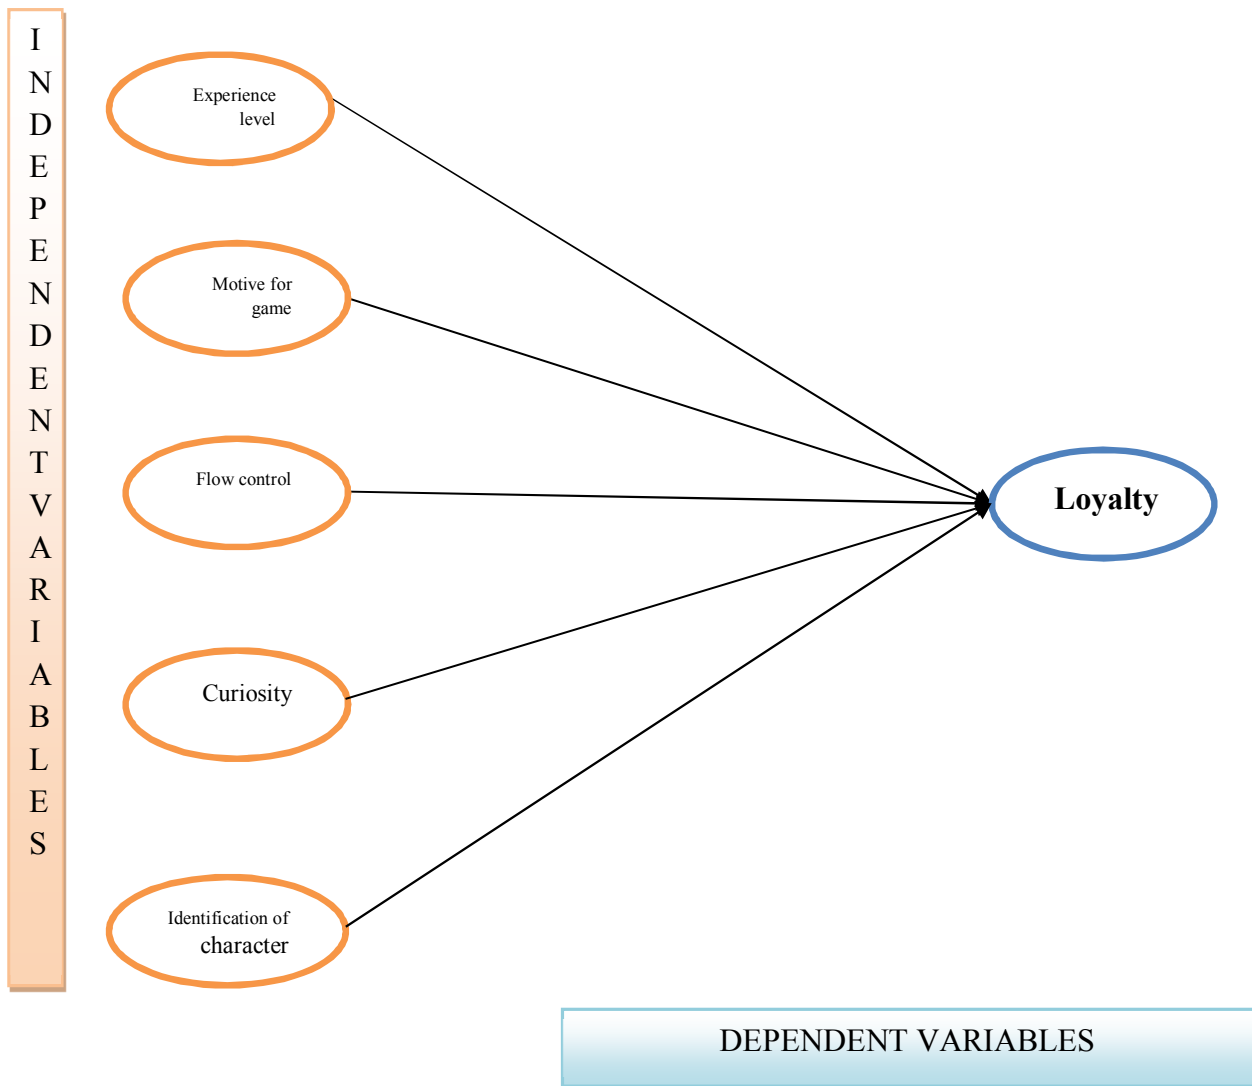 INDEPENDENT VARIABLES
Experience
level
Motive for
game
Flow control
Curiosity
Identification of
character
Loyalty
DEPENDENT VARIABLES